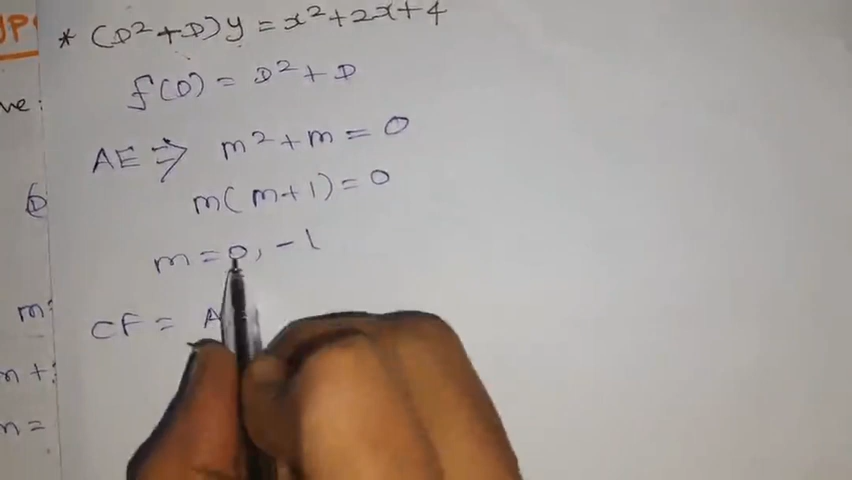 * (D² + D) y = x² + 2x + 4
f(D) = D² + D
AE ⇒ m² + m = 0
m(m+1) = 0
m = 0, -1
CF = A